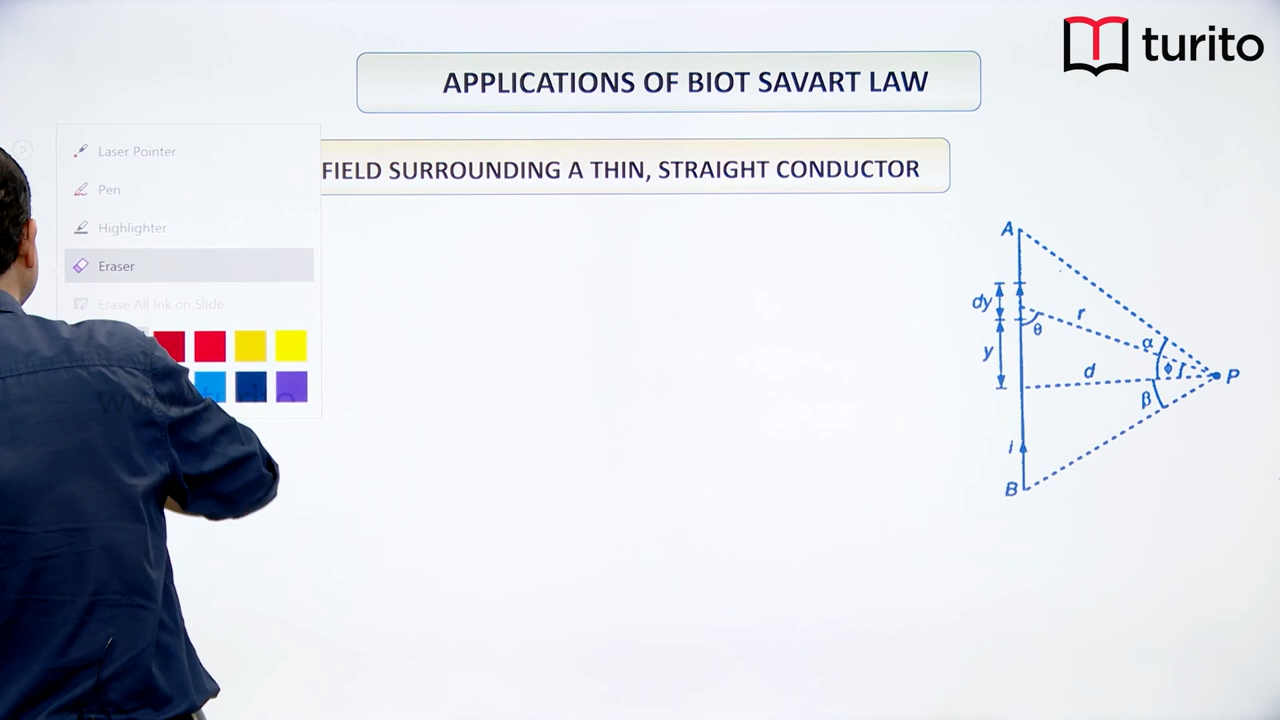 turito
APPLICATIONS OF BIOT SAVART LAW
FIELD SURROUNDING A THIN, STRAIGHT CONDUCTOR
Laser Pointer
Pen
Highlighter
Eraser
Erase All Ink on Slide
A
dy
r
θ
y
α
d
ϕ
P
β
i
B